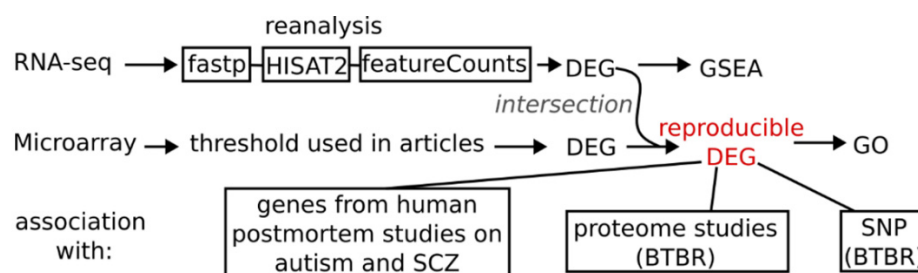 reanalysis
RNA-seq fastp HISAT2 featureCounts DEG GSEA
intersection
Microarray threshold used in articles DEG reproducible DEG GO
association with:
genes from human
postmortem studies on
autism and SCZ
proteome studies
(BTBR)
SNP
(BTBR)